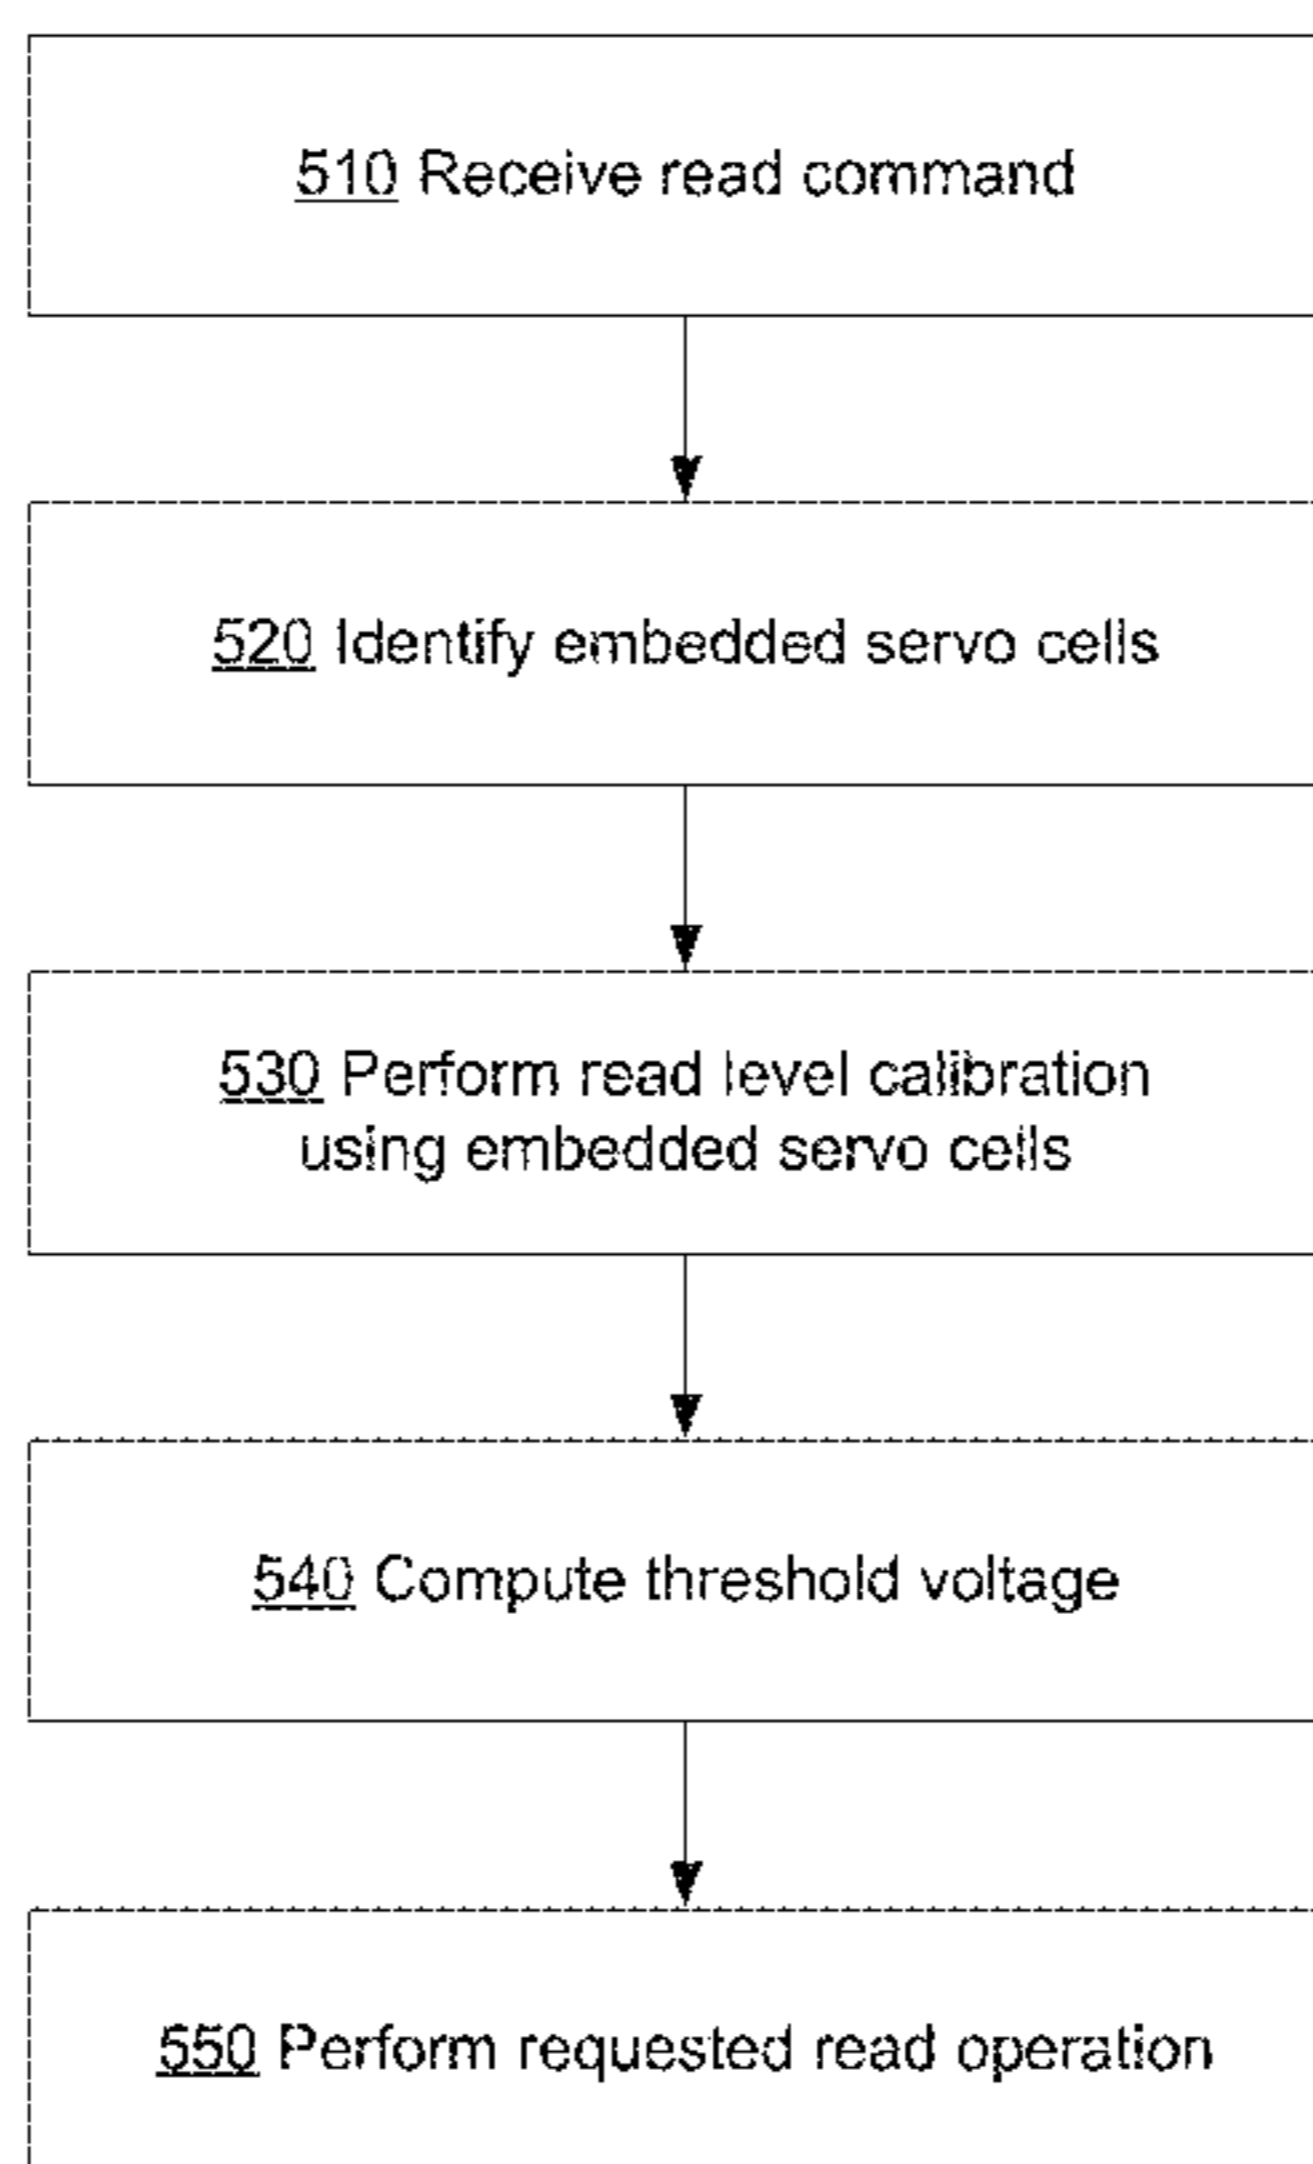 510 Receive read command
520 Identify embedded servo cells
530 Perform read level calibration
using embedded servo cells
540 Compute threshold voltage
550 Perform requested read operation